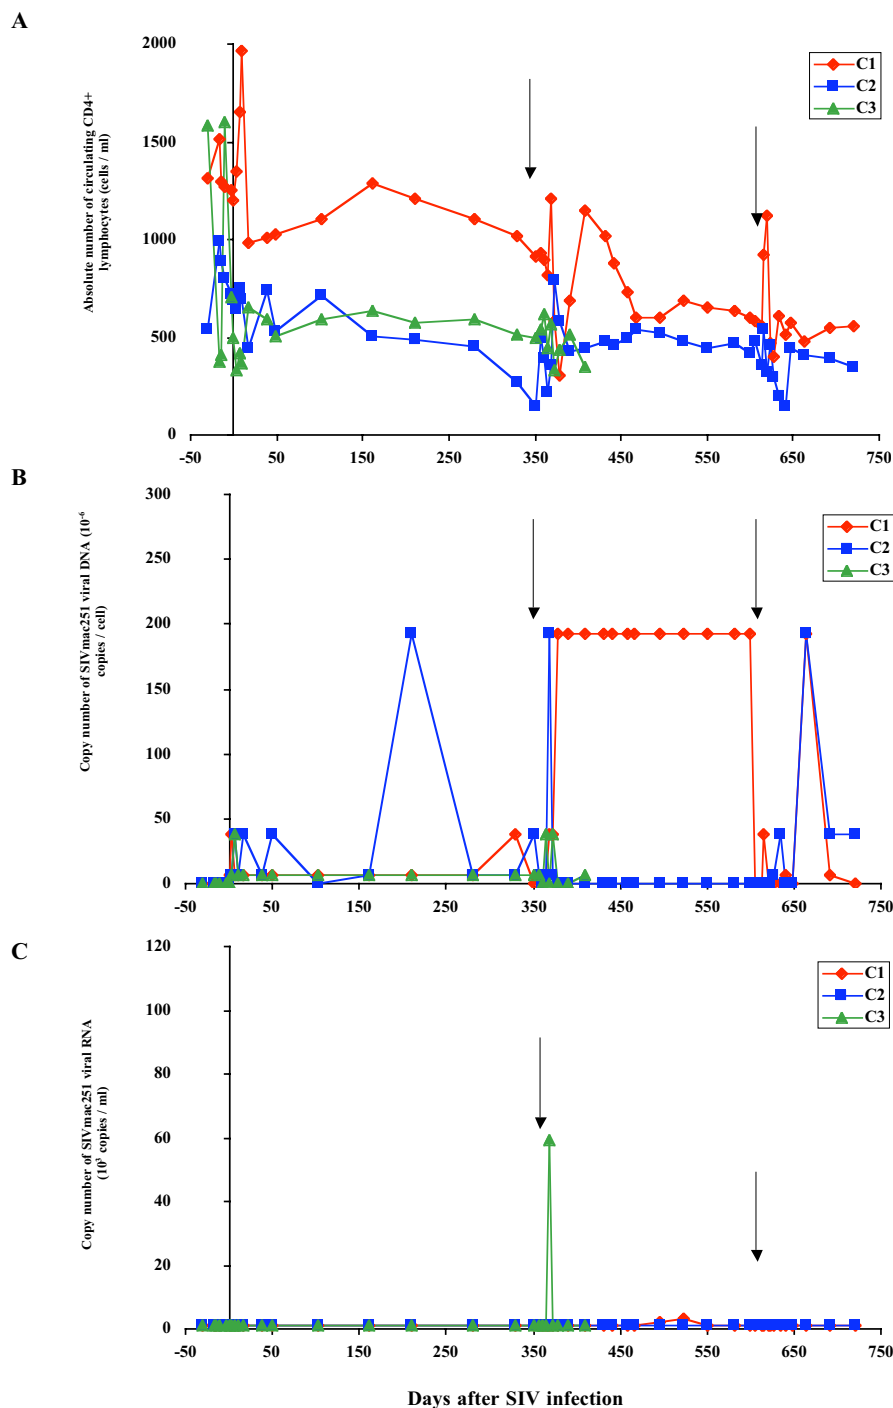 A
Absolute number of circulating CD4+
lymphocytes (cells / ml)
2000
1500
1000
500
0
-50 50 150 250 350 450 550 650 750
C1
C2
C3
B
Copy number of SIVmac251 viral DNA (10-6
copies / cell)
300
250
200
150
100
50
0
-50 50 150 250 350 450 550 650 750
C1
C2
C3
C
Copy number of SIVmac251 viral RNA
(10³ copies / ml)
120
100
80
60
40
20
0
-50 50 150 250 350 450 550 650 750
C1
C2
C3
Days after SIV infection